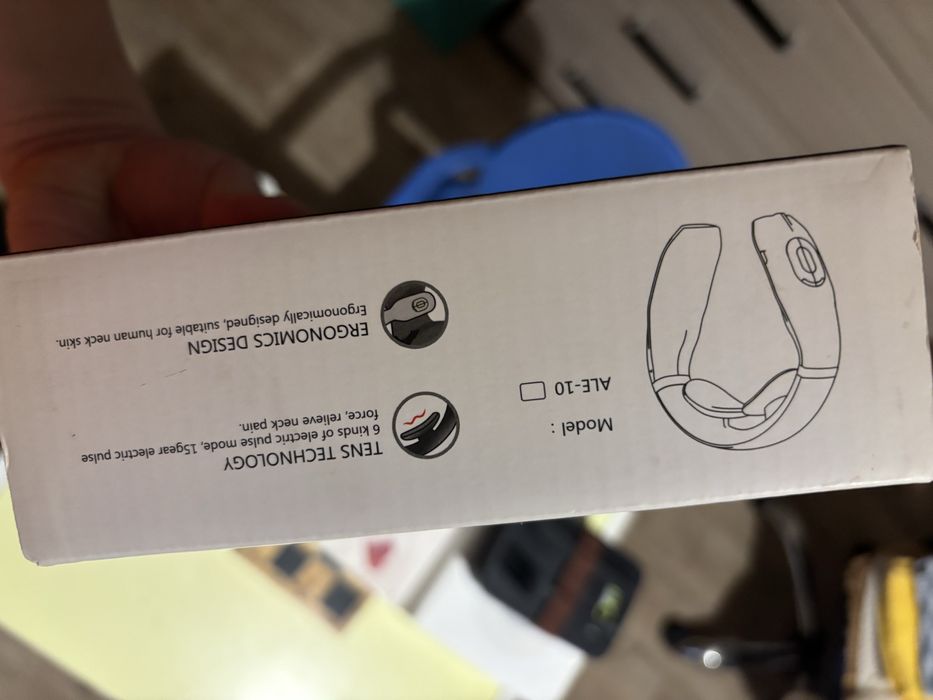 Model :
ALE-10
TENS TECHNOLOGY
6 kinds of electric pulse mode, 15gear electric pulse
force, relieve neck pain.
ERGONOMICS DESIGN
Ergonomically designed, suitable for human neck skin.